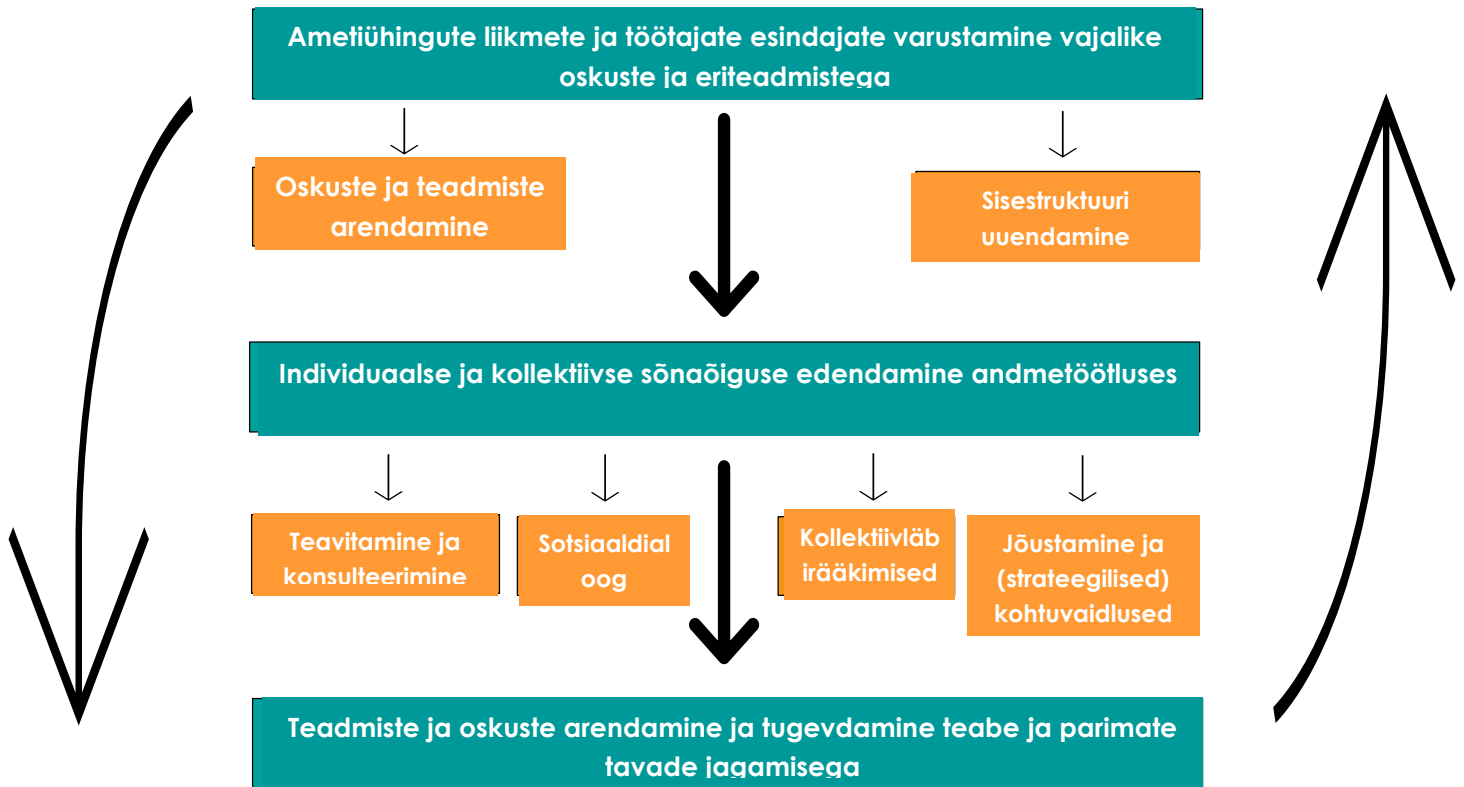 Ametiühingute liikmete ja töötajate esindajate varustamine vajalike
oskuste ja eriteadmistega
Oskuste ja teadmiste
arendamine
Sisestruktuuri
uuendamine
Individuaalse ja kollektiivse sõnaõiguse edendamine andmetöötluses
Teavitamine ja
konsulteerimine
Sotsiaaldial
oog
Kollektiivläb
irääkimised
Jõustamine ja
(strateegilised)
kohtuvaidlused
Teadmiste ja oskuste arendamine ja tugevdamine teabe ja parimate
tavade jagamisega